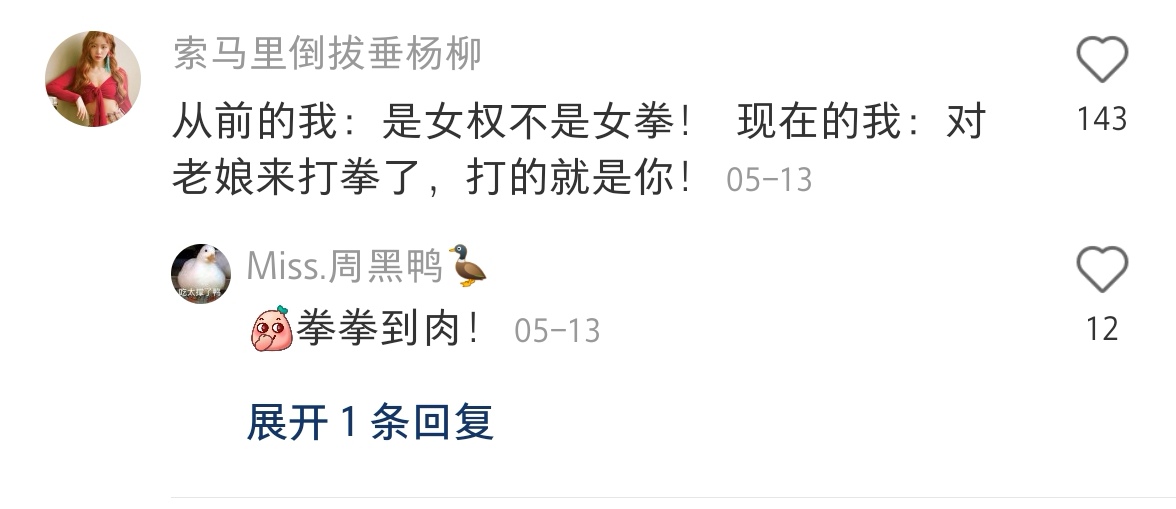 索马里倒拔垂杨柳
从前的我：是女权不是女拳！ 现在的我：对
143
老娘来打拳了，打的就是你！ 05-13
Miss.周黑鸭
吃太撑了鸭
拳拳到肉！ 05-13
12
展开 1 条回复